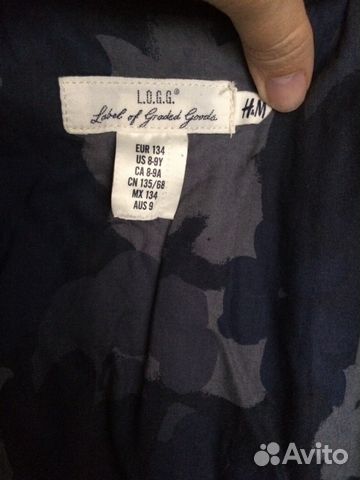 L.O.G.G.®
Label of Graded Goods
H&M
EUR 134
US 8-9Y
CA 8-9A
CN 135/68
MX 134
AUS 9
Avito